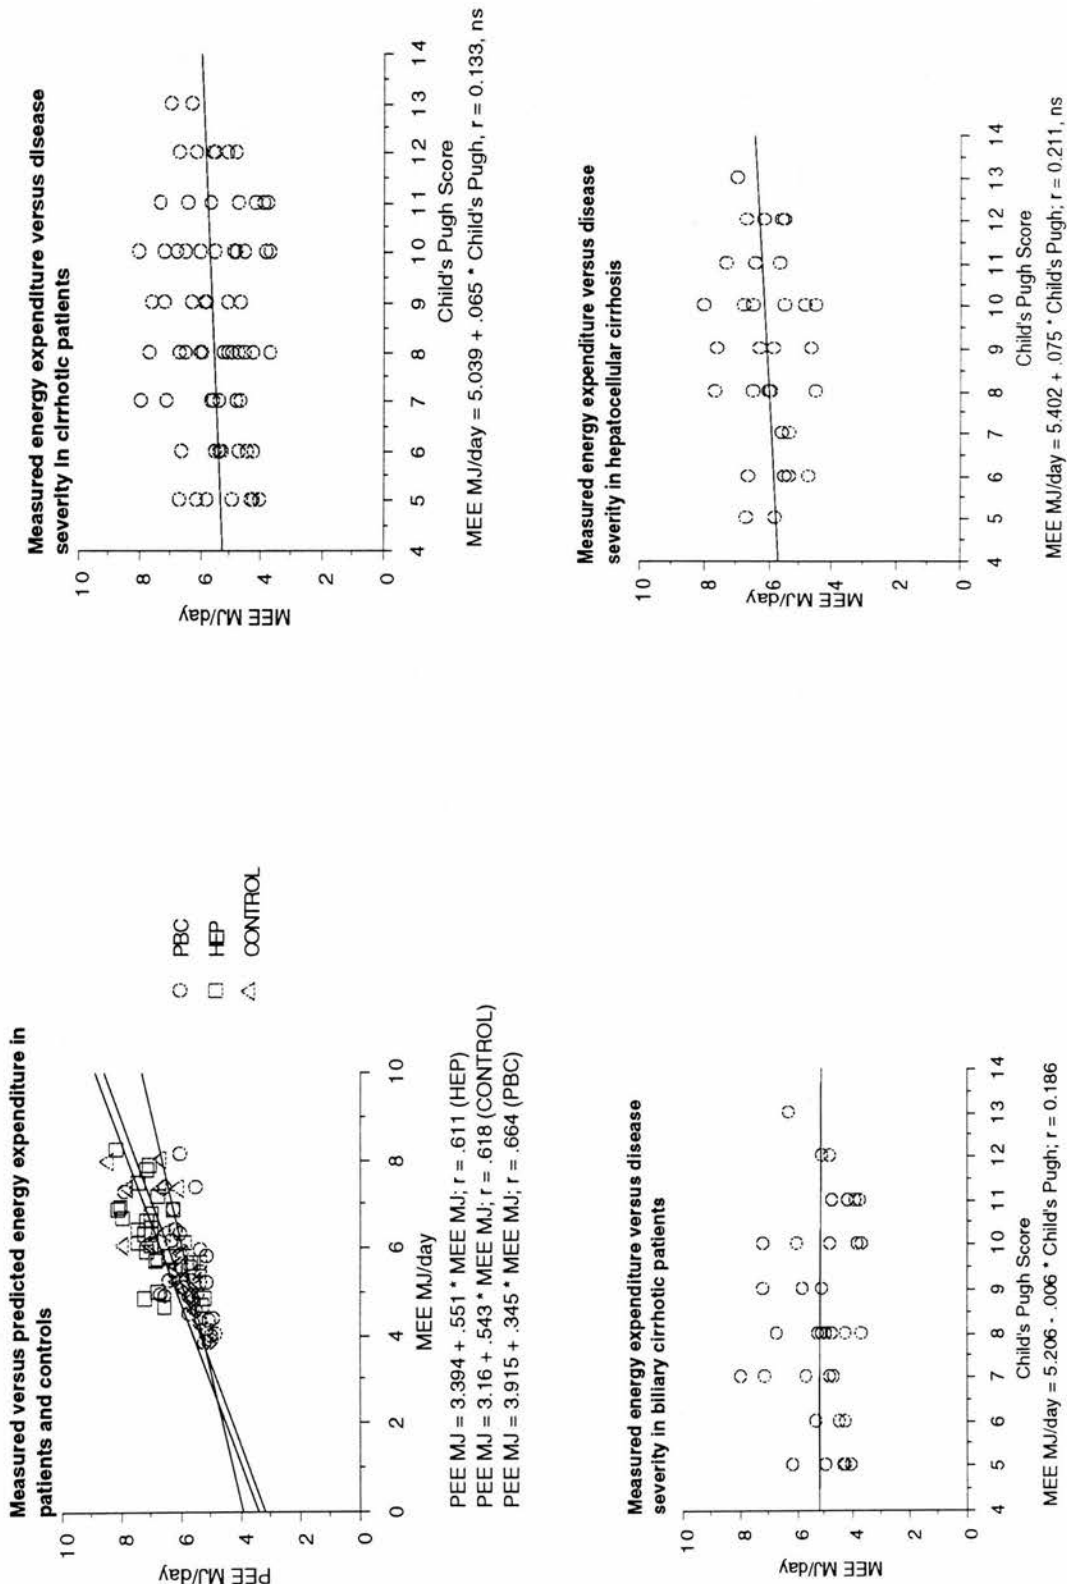 Measured versus predicted energy expenditure in
patients and controls
10
8
6
4
2
0
PEE MJ/day
0 2 4 6 8 10
MEE MJ/day
PBC
HEP
CONTROL
PEE MJ = 3.394 + .551 * MEE MJ; r = .611 (HEP)
PEE MJ = 3.16 + .543 * MEE MJ; r = .618 (CONTROL)
PEE MJ = 3.915 + .345 * MEE MJ; r = .664 (PBC)
Measured energy expenditure versus disease
severity in cirrhotic patients
10
8
6
4
2
0
MEE MJ/day
4 5 6 7 8 9 10 11 12 13 14
Child's Pugh Score
MEE MJ/day = 5.039 + .065 * Child's Pugh, r = 0.133, ns
Measured energy expenditure versus disease
severity in biliary cirrhotic patients
10
8
6
4
2
0
MEE MJ/day
4 5 6 7 8 9 10 11 12 13 14
Child's Pugh Score
MEE MJ/day = 5.206 - .006 * Child's Pugh; r = 0.186
Measured energy expenditure versus disease
severity in hepatocellular cirrhosis
10
8
6
4
2
0
MEE MJ/day
4 5 6 7 8 9 10 11 12 13 14
Child's Pugh Score
MEE MJ/day = 5.402 + .075 * Child's Pugh; r = 0.211, ns